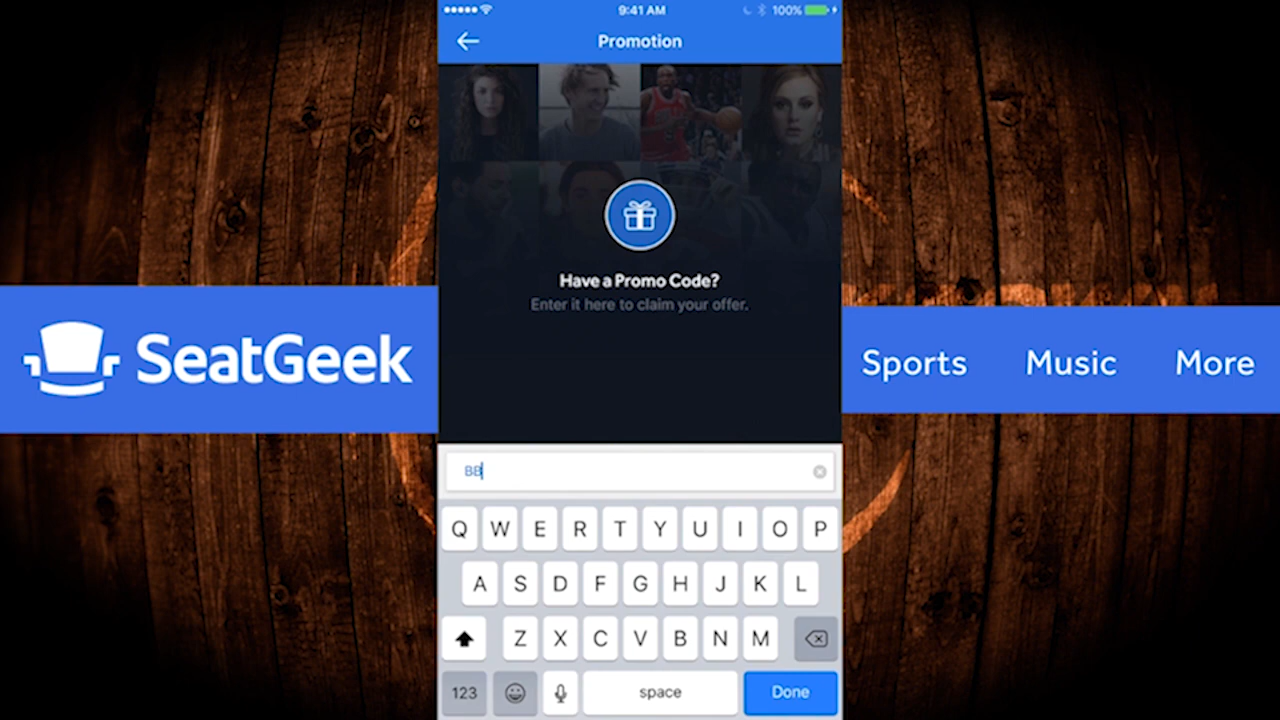 9:41 AM
100%
Promotion
Have a Promo Code?
Enter it here to claim your offer.
SeatGeek
Sports Music More
BB
Q W E R T Y U I O P
A S D F G H J K L
Z X C V B N M
123 space Done